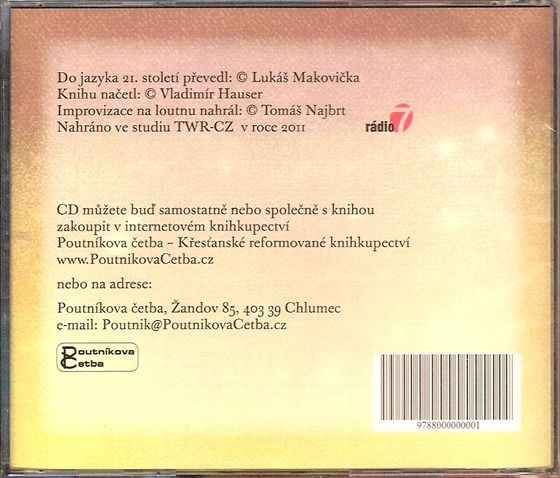 Do jazyka 21. století převedl: © Lukáš Makovička
Knihu načetl: © Vladimír Hauser
Improvizace na loutnu nahrál: © Tomáš Najbrt
Nahráno ve studiu TWR-CZ v roce 2011
rádio 7
CD můžete buď samostatně nebo společně s knihou
zakoupit v internetovém knihkupectví
Poutníkova četba – Křesťanské reformované knihkupectví
www.PoutnikovaCetba.cz
nebo na adrese:
Poutníkova četba, Žandov 85, 403 39 Chlumec
e-mail: Poutnik@PoutnikovaCetba.cz
Poutníkova
Četba
9788000000001